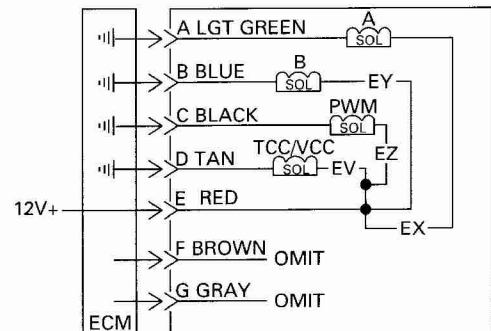 A LGT GREEN
A
SOL
B BLUE
B
SOL
EY
C BLACK
PWM
SOL
EZ
D TAN
TCC/VCC
SOL
EV
12V+
E RED
EX
F BROWN OMIT
G GRAY OMIT
ECM